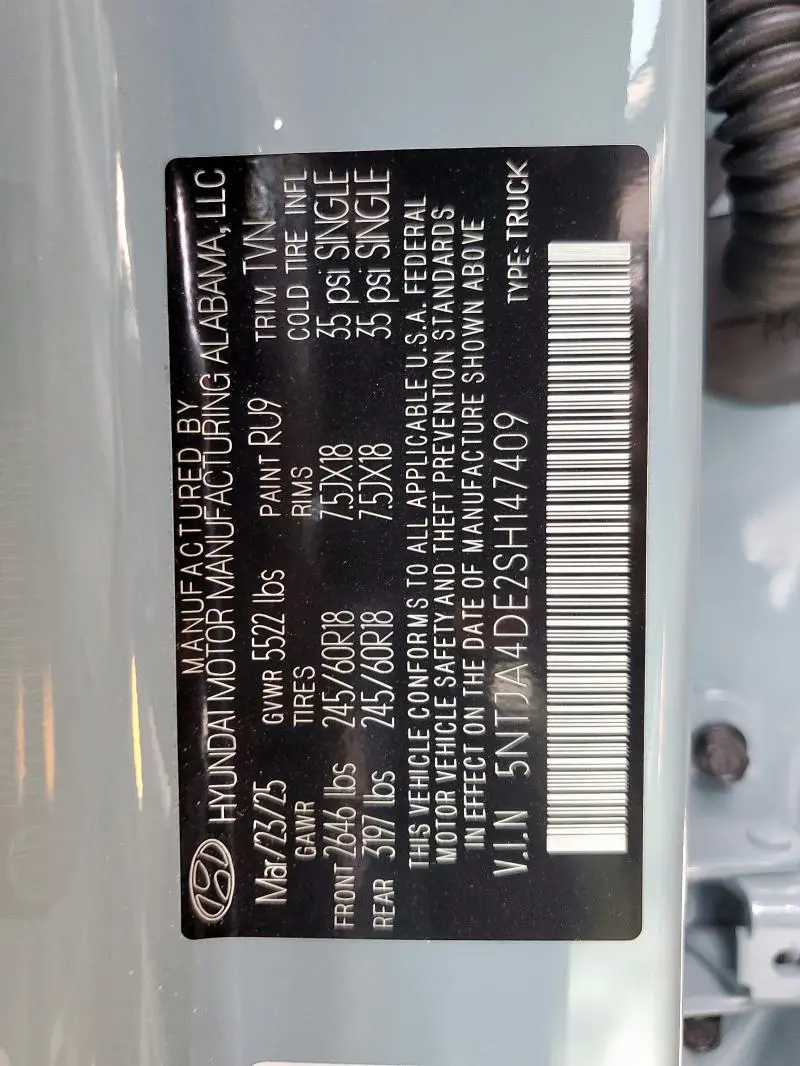 MANUFACTURED BY
HYUNDAI MOTOR MANUFACTURING ALABAMA, LLC
Mar/23/25 GVWR 5522 lbs PAINT RU9 TRIM TVN
GAWR TIRES RIMS COLD TIRE INFL
FRONT 2646 lbs 245/60R18 7.5JX18 35 psi SINGLE
REAR 3197 lbs 245/60R18 7.5JX18 35 psi SINGLE
THIS VEHICLE CONFORMS TO ALL APPLICABLE U.S.A. FEDERAL
MOTOR VEHICLE SAFETY AND THEFT PREVENTION STANDARDS
IN EFFECT ON THE DATE OF MANUFACTURE SHOWN ABOVE
V.I.N 5NTJA4DE2SH147409 TYPE: TRUCK